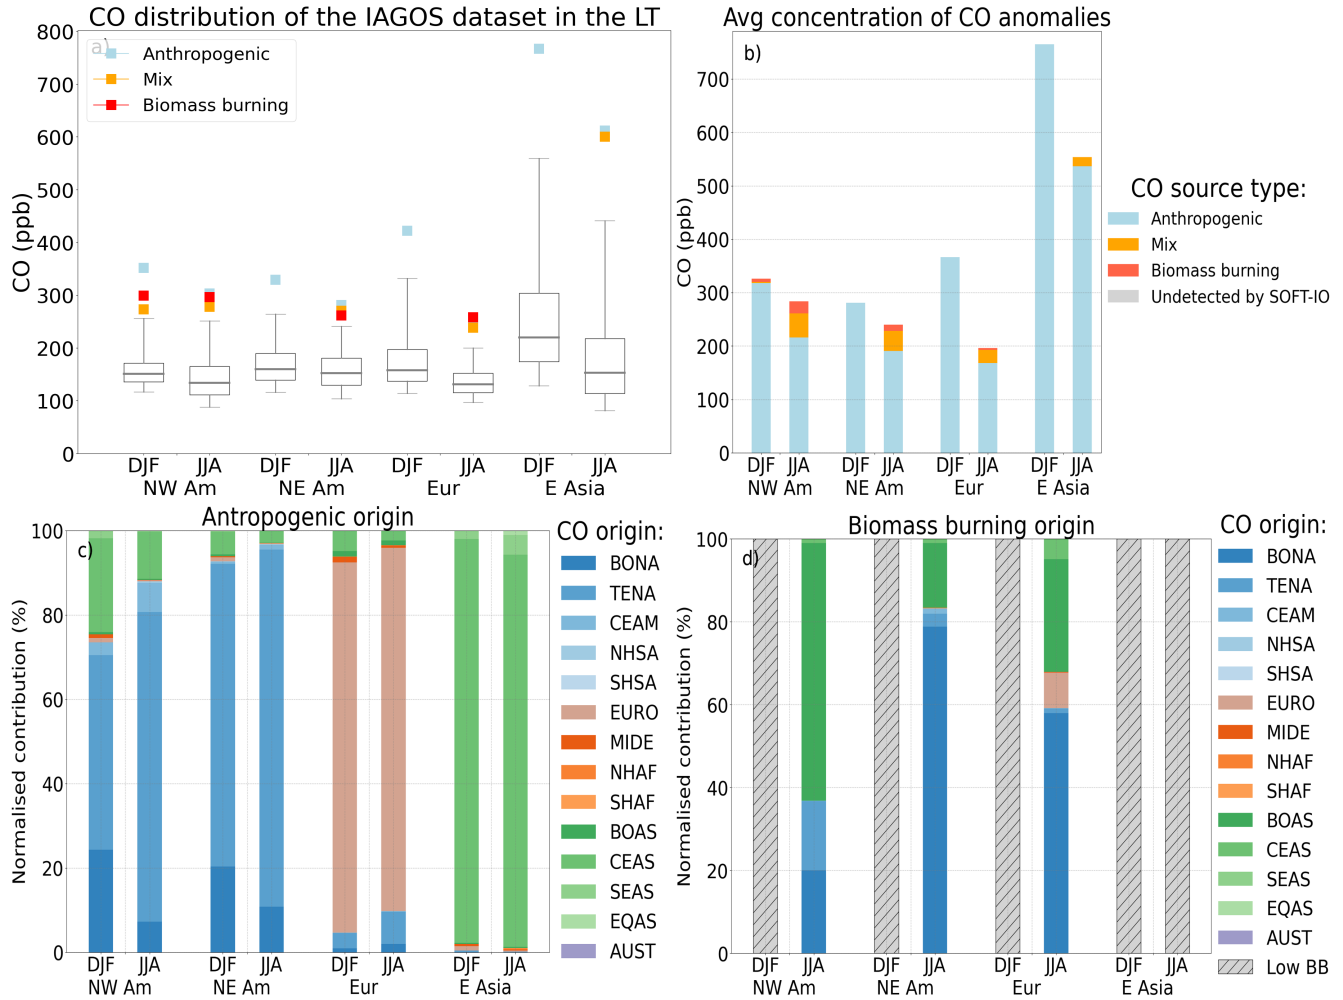 CO distribution of the IAGOS dataset in the LT
a)
Anthropogenic
Mix
Biomass burning
CO (ppb)
800
700
600
500
400
300
200
100
0
DJF JJA DJF JJA DJF JJA DJF JJA
NW Am NE Am Eur E Asia
Avg concentration of CO anomalies
b)
CO (ppb)
700
600
500
400
300
200
100
0
DJF JJA DJF JJA DJF JJA DJF JJA
NW Am NE Am Eur E Asia
CO source type:
Anthropogenic
Mix
Biomass burning
Undetected by SOFT-IO
Antropogenic origin
c)
Normalised contribution (%)
100
80
60
40
20
0
DJF JJA DJF JJA DJF JJA DJF JJA
NW Am NE Am Eur E Asia
CO origin:
BONA
TENA
CEAM
NHSA
SHSA
EURO
MIDE
NHAF
SHAF
BOAS
CEAS
SEAS
EQAS
AUST
Biomass burning origin
d)
Normalised contribution (%)
100
80
60
40
20
0
DJF JJA DJF JJA DJF JJA DJF JJA
NW Am NE Am Eur E Asia
CO origin:
BONA
TENA
CEAM
NHSA
SHSA
EURO
MIDE
NHAF
SHAF
BOAS
CEAS
SEAS
EQAS
AUST
Low BB